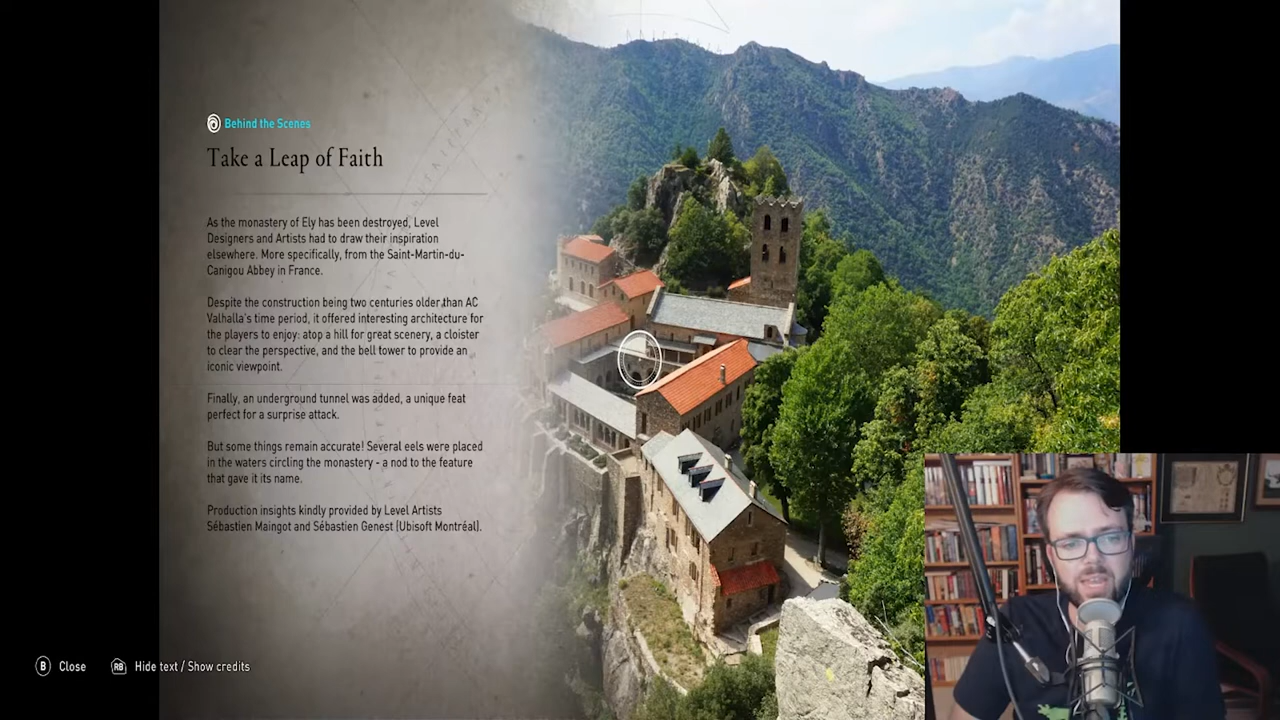 Behind the Scenes
Take a Leap of Faith
As the monastery of Ely has been destroyed, Level
Designers and Artists had to draw their inspiration
elsewhere. More specifically, from the Saint-Martin-du-
Canigou Abbey in France.
Despite the construction being two centuries older than AC
Valhalla's time period, it offered interesting architecture for
the players to enjoy: atop a hill for great scenery, a cloister
to clear the perspective, and the bell tower to provide an
iconic viewpoint.
Finally, an underground tunnel was added, a unique feat
perfect for a surprise attack.
But some things remain accurate! Several eels were placed
in the waters circling the monastery - a nod to the feature
that gave it its name.
Production insights kindly provided by Level Artists
Sébastien Maingot and Sébastien Genest (Ubisoft Montréal).
B Close RB Hide text / Show credits